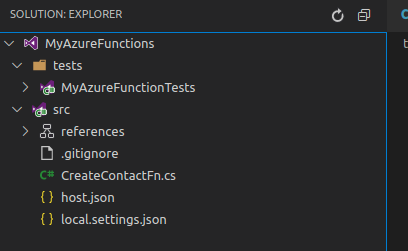 SOLUTION: EXPLORER
MyAzureFunctions
tests
MyAzureFunctionTests
src
references
.gitignore
C# CreateContactFn.cs
{ } host.json
{ } local.settings.json